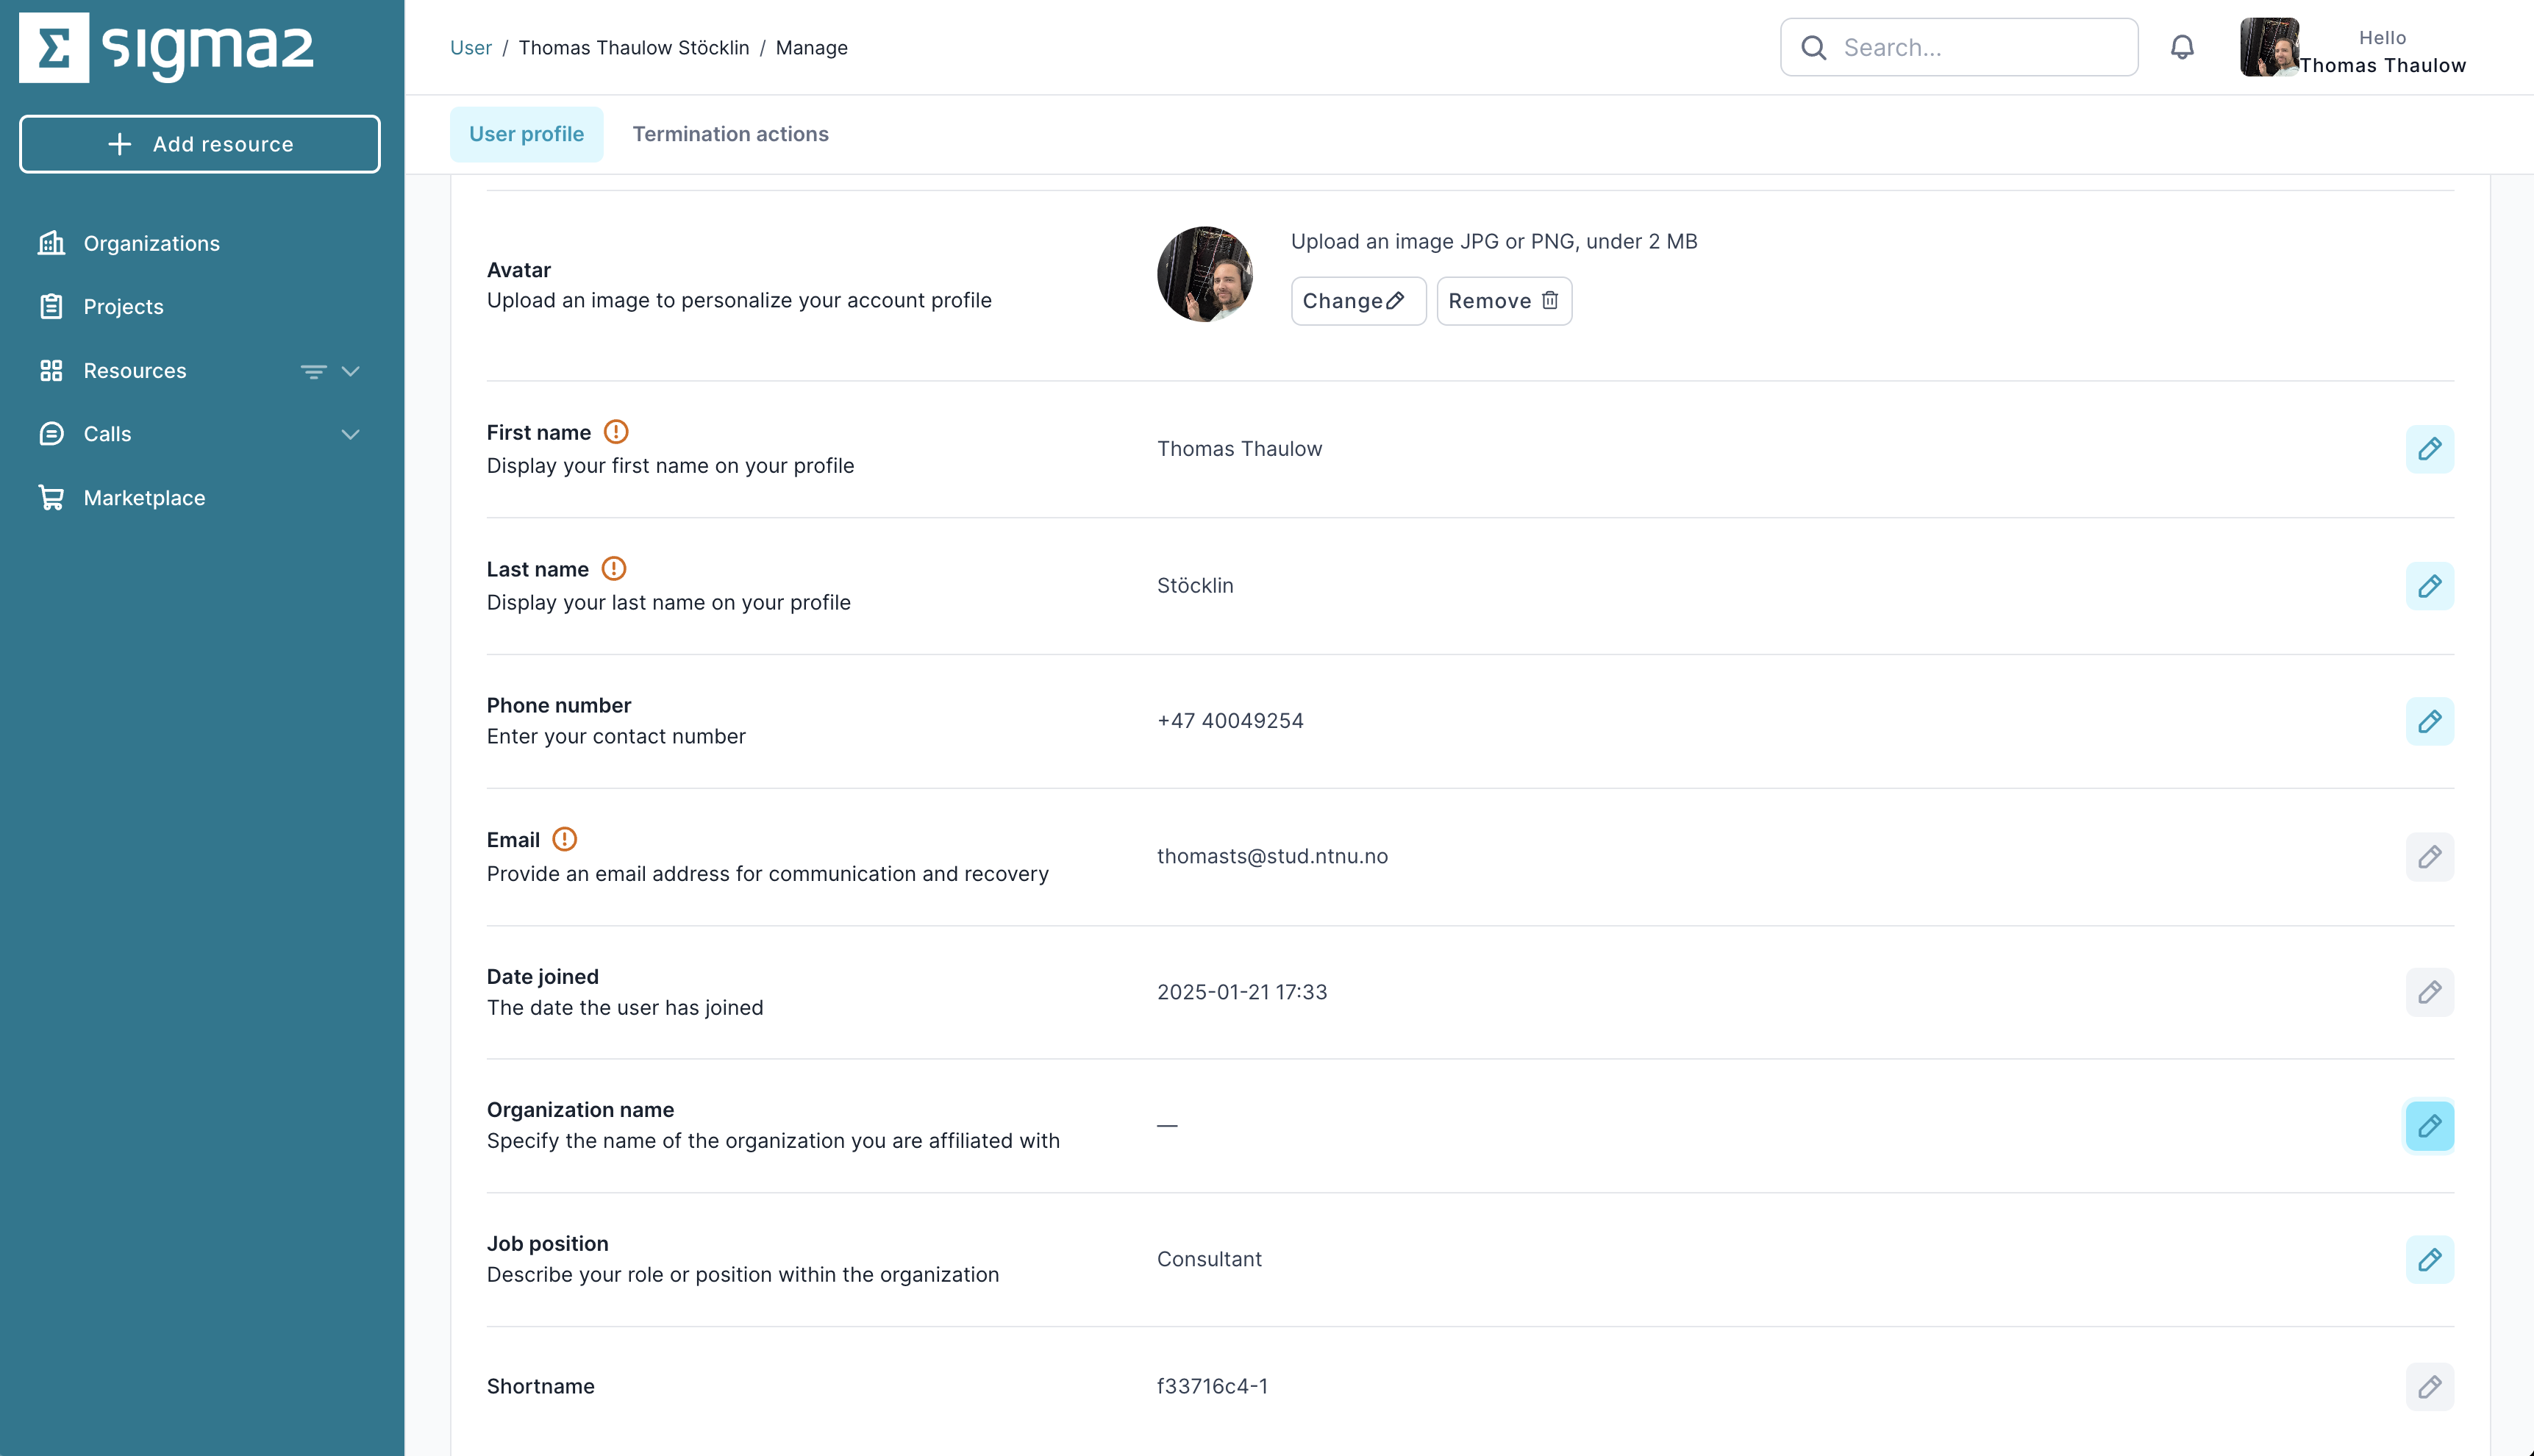 sigma2
User / Thomas Thaulow Stöcklin / Manage
Search...
Hello
Thomas Thaulow
Add resource
Organizations
Projects
Resources
Calls
Marketplace
User profile
Termination actions
Avatar
Upload an image to personalize your account profile
Upload an image JPG or PNG, under 2 MB
Change
Remove
First name
Display your first name on your profile
Thomas Thaulow
Last name
Display your last name on your profile
Stöcklin
Phone number
Enter your contact number
+47 40049254
Email
Provide an email address for communication and recovery
thomasts@stud.ntnu.no
Date joined
The date the user has joined
2025-01-21 17:33
Organization name
Specify the name of the organization you are affiliated with
—
Job position
Describe your role or position within the organization
Consultant
Shortname
f33716c4-1